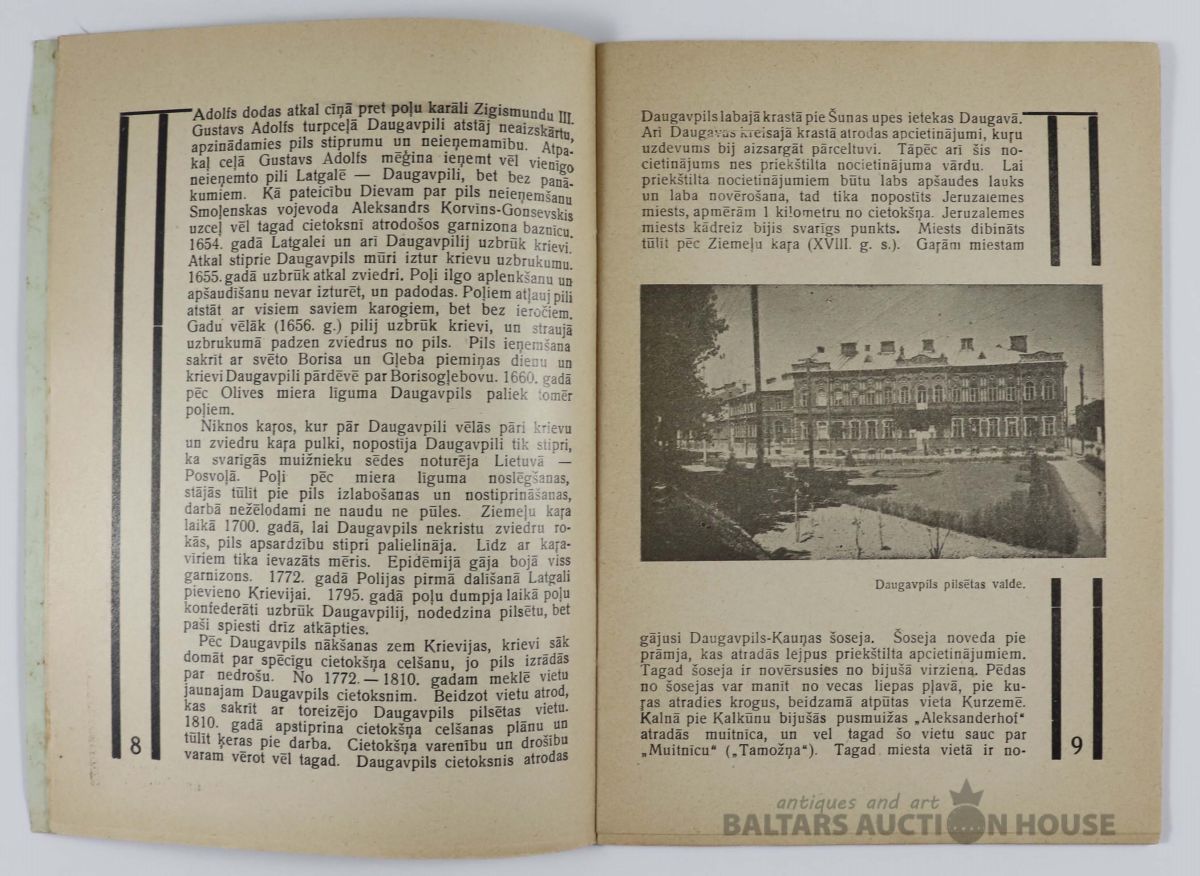 Adolfs dodas atkal cīņā pret poļu karāli Zigismundu III.
Gustavs Adolfs turpceļā Daugavpili atstāj neaizskārtu,
apzinādamies pils stiprumu un neieņemamību. Atpa-
kaļ ceļā Gustavs Adolfs mēģina ieņemt vēl vienīgo
neieņemto pili Latgalē — Daugavpili, bet bez panā-
kumiem. Kā pateicību Dievam par pils neieņemšanu
Smoļenskas vojevoda Aleksandrs Korvins-Gonsevskis
uzceļ vēl tagad cietoksnī atrodošos garnizona baznīcu.
1654. gadā Latgalei un arī Daugavpilij uzbrūk krievi.
Atkal stiprie Daugavpils mūri iztur krievu uzbrukumu.
1655. gadā uzbrūk atkal zviedri. Poļi ilgo aplenkšanu un
apšaudīšanu nevar izturēt, un padodas. Poļiem atļauj pili
atstāt ar visiem saviem karogiem, bet bez ieročiem.
Gadu vēlāk (1656. g.) pilij uzbrūk krievi, un straujā
uzbrukumā padzen zviedrus no pils. Pils ieņemšana
sakrīt ar svēto Borisa un Gļeba piemiņas dienu un
krievi Daugavpili pārdēvē par Borisogļebovu. 1660. gadā
pēc Olives miera līguma Daugavpils paliek tomēr
poļiem.
Niknos kaŗos, kur pār Daugavpili vēlās pāri krievu
un zviedru kaŗa pulki, nopostīja Daugavpili tik stipri,
ka svarīgās muižnieku sēdes noturēja Lietuvā —
Posvoļā. Poļi pēc miera līguma noslēgšanas,
stājās tūlīt pie pils izlabošanas un nostiprināšanas,
darbā nežēlodami ne naudu ne pūles. Ziemeļu kaŗa
laikā 1700. gadā, lai Daugavpils nekristu zviedru ro-
kās, pils apsardzību stipri palielināja. Līdz ar kaŗa-
vīriem tika ievazāts mēris. Epidēmijā gāja bojā viss
garnizons. 1772. gadā Polijas pirmā dalīšanā Latgali
pievieno Krievijai. 1795. gadā poļu dumpja laikā poļu
konfederāti uzbrūk Daugavpilij, nodedzina pilsētu, bet
paši spiesti drīz atkāpties.
Pēc Daugavpils nākšanas zem Krievijas, krievi sāk
domāt par spēcīgu cietokšņa celšanu, jo pils izrādās
par nedrošu. No 1772. — 1810. gadam meklē vietu
jaunajam Daugavpils cietoksnim. Beidzot vietu atrod,
kas sakrīt ar toreizējo Daugavpils pilsētas vietu.
1810. gadā apstiprina cietokšņa celšanas plānu un
tūlīt ķeras pie darba. Cietokšņa varenību un drošību
varam vērot vēl tagad. Daugavpils cietoksnis atrodas
8
Daugavpils labajā krastā pie Šunas upes ietekas Daugavā.
Arī Daugavas kreisajā krastā atrodas apcietinājumi, kuŗu
uzdevums bij aizsargāt pārceltuvi. Tāpēc arī šis no-
cietinājums nes priekštilta nocietinājuma vārdu. Lai
priekštilta nocietinājumiem būtu labs apšaudes lauks
un laba novērošana, tad tika nopostīts Jeruzalemes
miests, apmērām 1 kilometru no cietokšņa. Jeruzalemes
miests kādreiz bijis svarīgs punkts. Miests dibināts
tūlīt pēc Ziemeļu kaŗa (XVIII. g. s.). Gaŗām miestam
Daugavpils pilsētas valde.
gājusi Daugavpils-Kauņas šoseja. Šoseja noveda pie
prāmja, kas atradās lejpus priekštilta apcietinājumiem.
Tagad šoseja ir novērsusies no bijušā virziena. Pēdas
no šosejas var manīt no vecas liepas pļavā, pie ku-
ŗas atradies krogus, beidzamā atpūtas vieta Kurzemē.
Kalnā pie Kalkūnu bijušās pusmuižas „Aleksanderhof"
atradās muitnīca, un vēl tagad šo vietu sauc par
„Muitnīcu" („Tamožņa"). Tagad miesta vietā ir no-
9
antiques and art
BALTARS AUCTION HOUSE